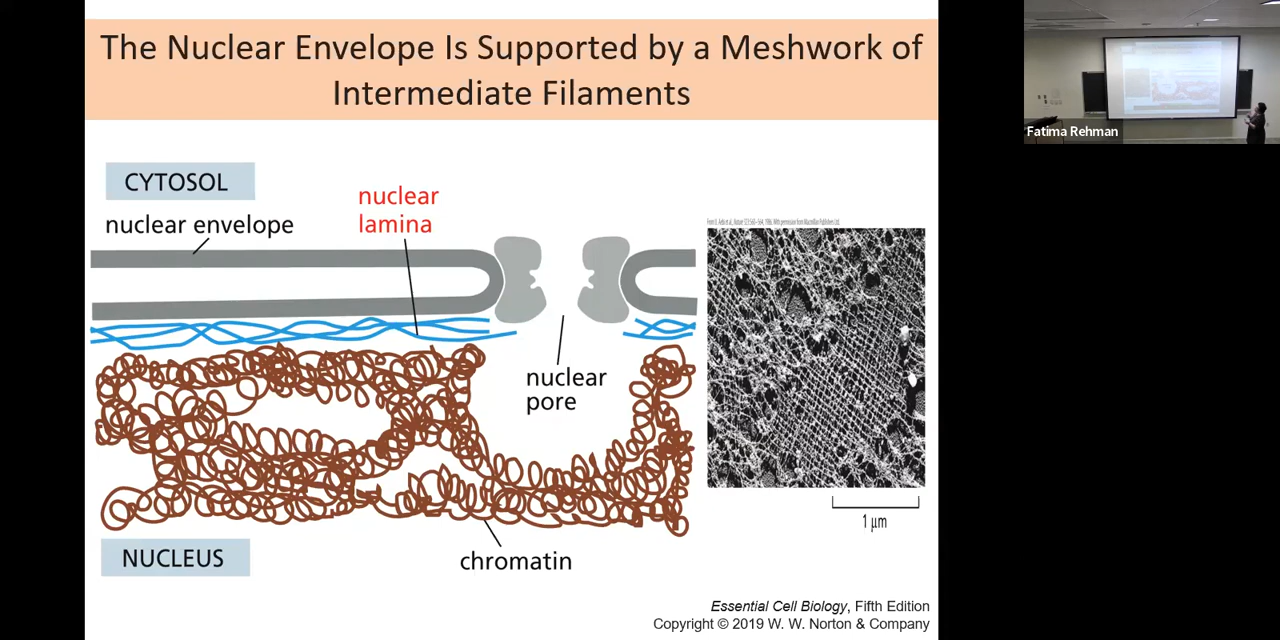 The Nuclear Envelope Is Supported by a Meshwork of
Intermediate Filaments
Fatima Rehman
CYTOSOL
nuclear envelope
nuclear
lamina
nuclear
pore
chromatin
NUCLEUS
1 μm
Essential Cell Biology, Fifth Edition
Copyright © 2019 W. W. Norton & Company